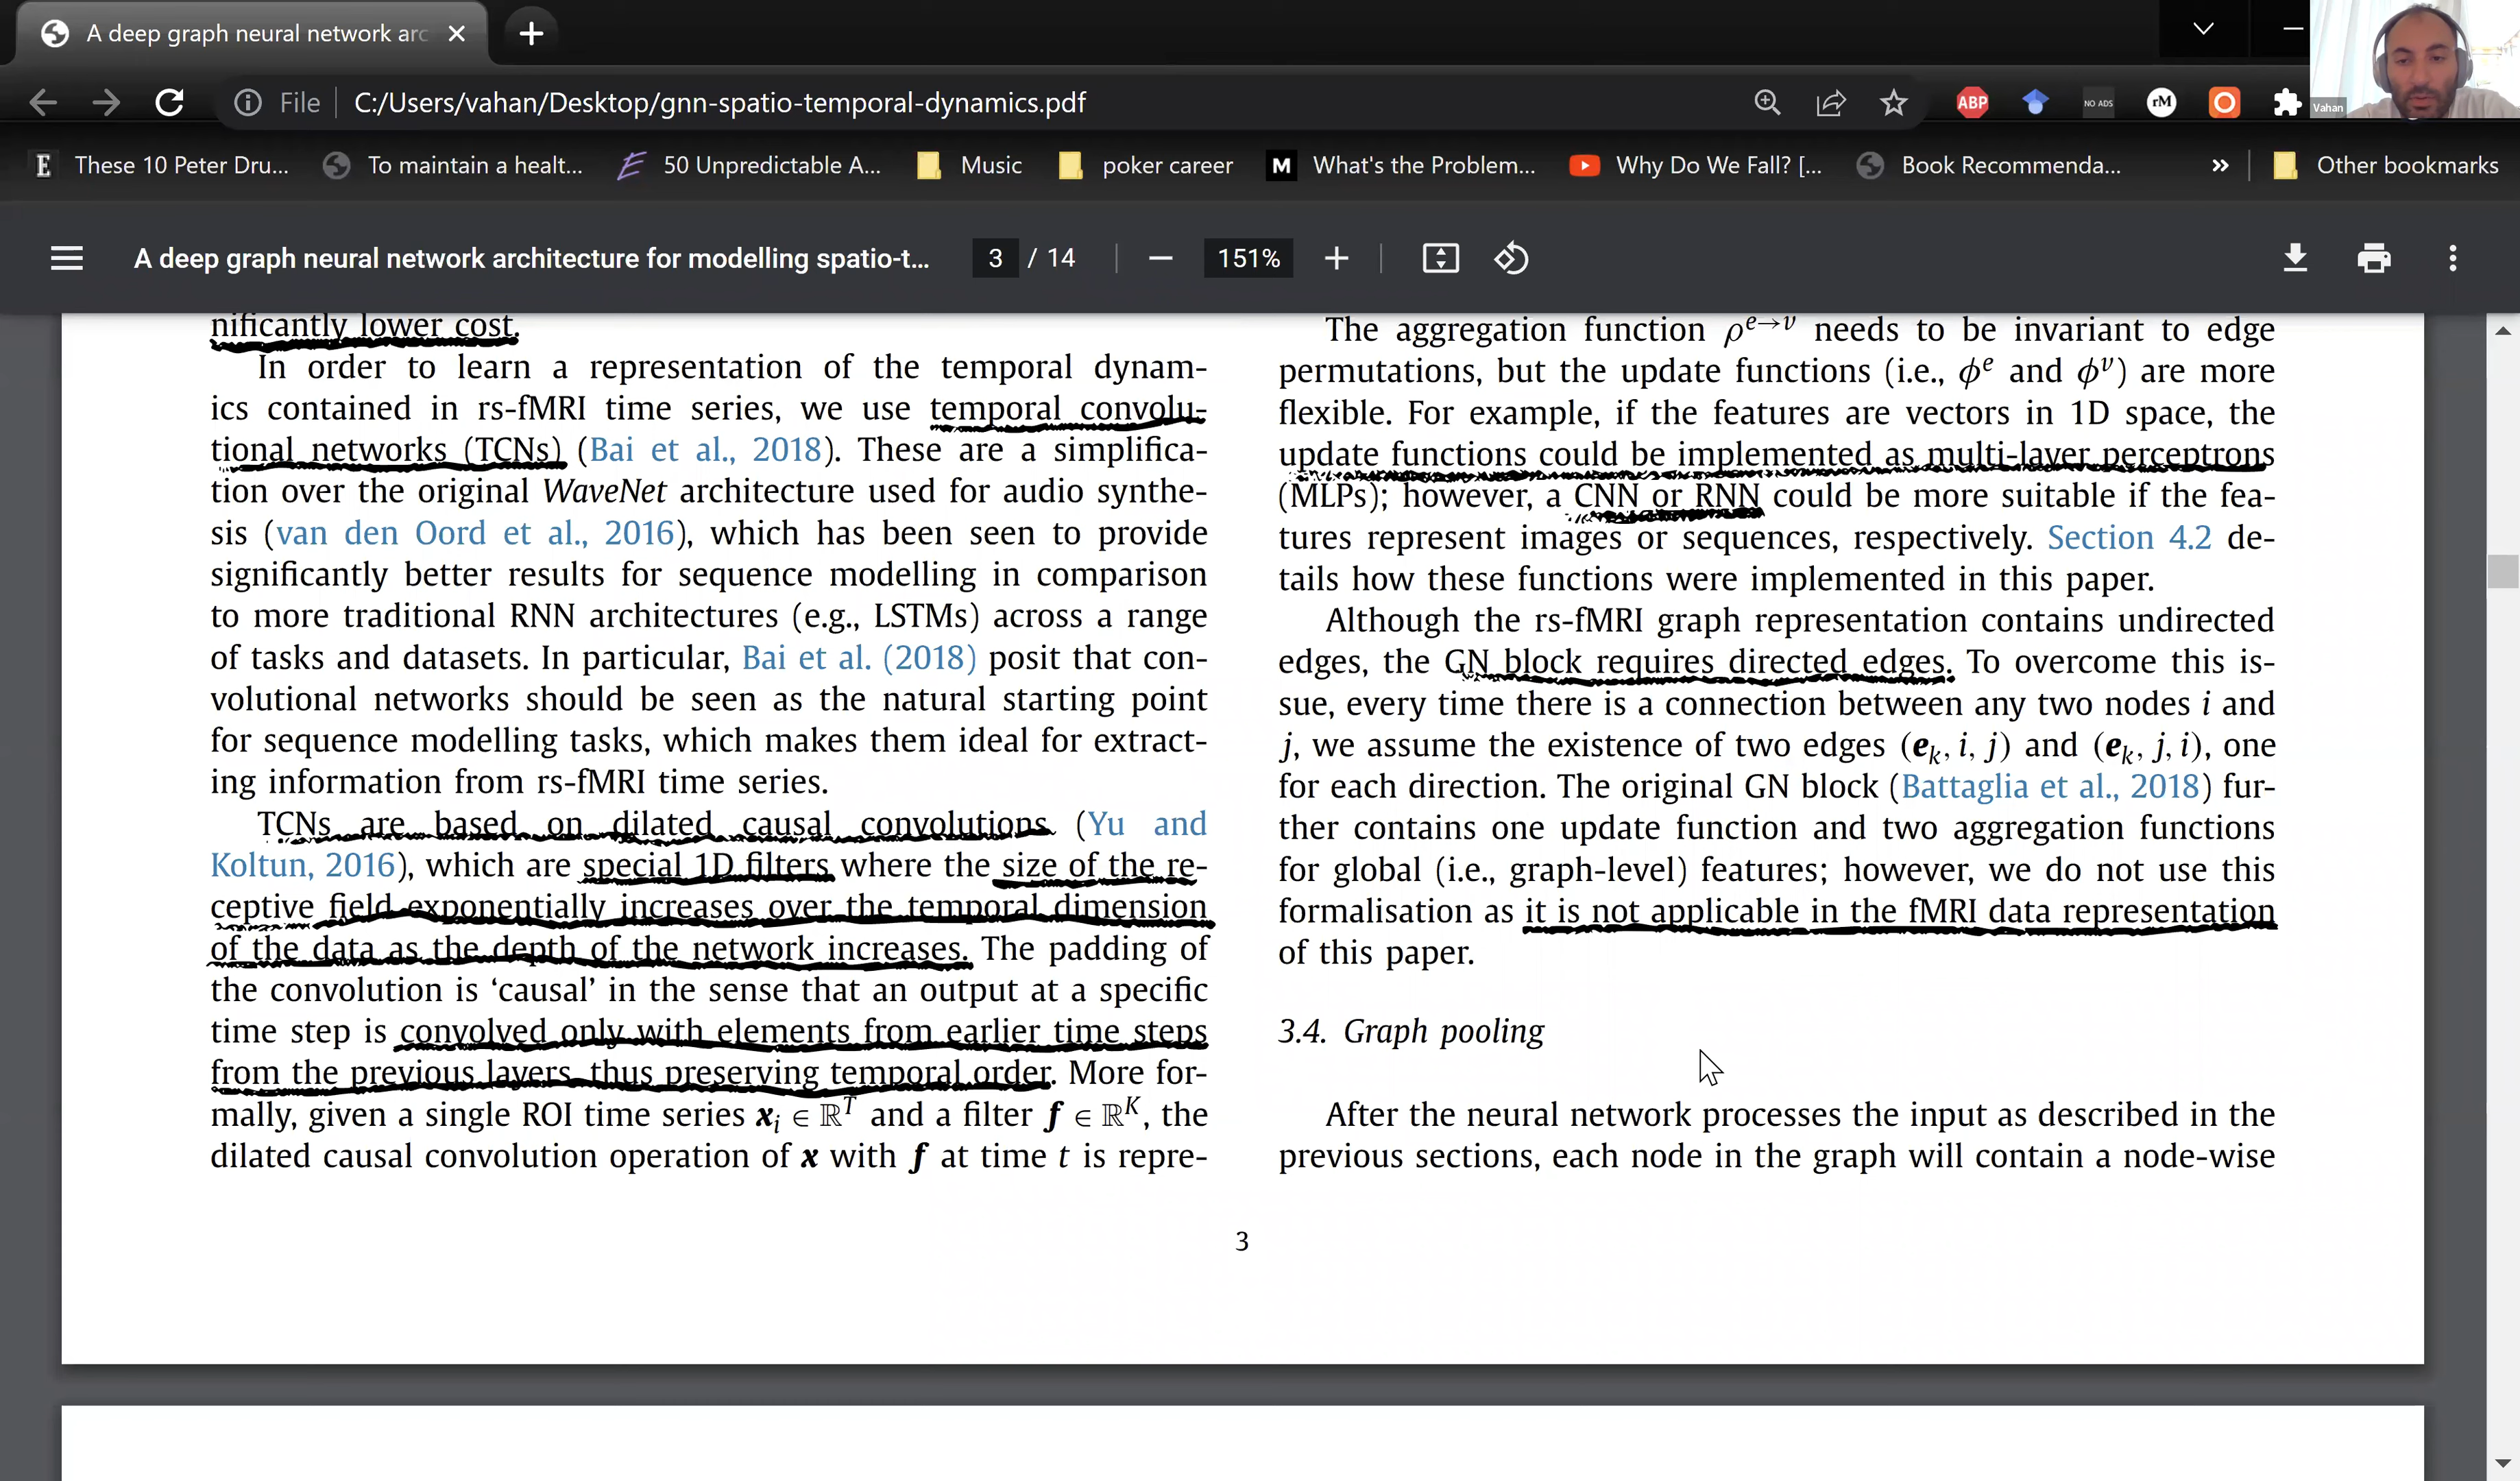 A deep graph neural network arc
File
C:/Users/vahan/Desktop/gnn-spatio-temporal-dynamics.pdf
ABP
NO ADS
rM
Vahan
E
These 10 Peter Dru...
To maintain a healt...
50 Unpredictable A...
Music
poker career
M
What's the Problem...
Why Do We Fall? [...
Book Recommenda...
»
Other bookmarks
A deep graph neural network architecture for modelling spatio-t...
3 / 14
151%
nificantly lower cost.
In order to learn a representation of the temporal dynam-
ics contained in rs-fMRI time series, we use temporal convolu-
tional networks (TCNs) (Bai et al., 2018). These are a simplifica-
tion over the original WaveNet architecture used for audio synthe-
sis (van den Oord et al., 2016), which has been seen to provide
significantly better results for sequence modelling in comparison
to more traditional RNN architectures (e.g., LSTMs) across a range
of tasks and datasets. In particular, Bai et al. (2018) posit that con-
volutional networks should be seen as the natural starting point
for sequence modelling tasks, which makes them ideal for extract-
ing information from rs-fMRI time series.
TCNs are based on dilated causal convolutions (Yu and
Koltun, 2016), which are special 1D filters where the size of the re-
ceptive field exponentially increases over the temporal dimension
of the data as the depth of the network increases. The padding of
the convolution is ‘causal’ in the sense that an output at a specific
time step is convolved only with elements from earlier time steps
from the previous layers, thus preserving temporal order. More for-
mally, given a single ROI time series xᵢ ∈ ℝᵀ and a filter f ∈ ℝᴷ, the
dilated causal convolution operation of x with f at time t is repre-
The aggregation function ρᵉ→ᵛ needs to be invariant to edge
permutations, but the update functions (i.e., ϕᵉ and ϕᵛ) are more
flexible. For example, if the features are vectors in 1D space, the
update functions could be implemented as multi-layer perceptrons
(MLPs); however, a CNN or RNN could be more suitable if the fea-
tures represent images or sequences, respectively. Section 4.2 de-
tails how these functions were implemented in this paper.
Although the rs-fMRI graph representation contains undirected
edges, the GN block requires directed edges. To overcome this is-
sue, every time there is a connection between any two nodes i and
j, we assume the existence of two edges (eₖ, i, j) and (eₖ, j, i), one
for each direction. The original GN block (Battaglia et al., 2018) fur-
ther contains one update function and two aggregation functions
for global (i.e., graph-level) features; however, we do not use this
formalisation as it is not applicable in the fMRI data representation
of this paper.
3.4. Graph pooling
After the neural network processes the input as described in the
previous sections, each node in the graph will contain a node-wise
3